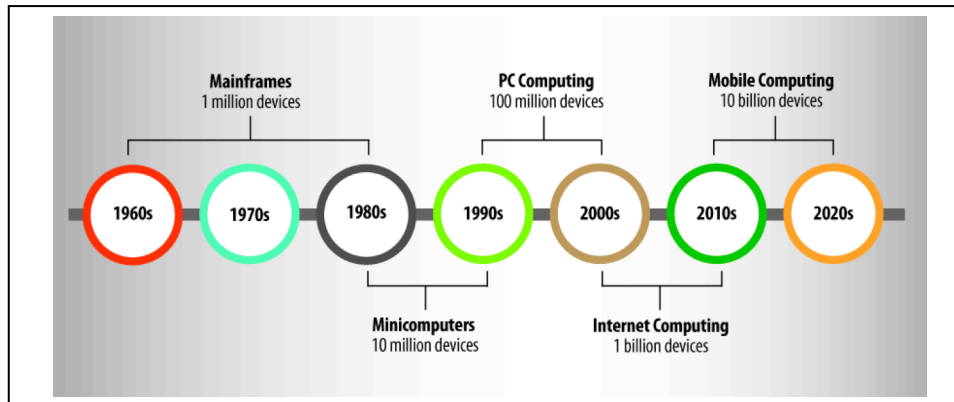 Mainframes
1 million devices
PC Computing
100 million devices
Mobile Computing
10 billion devices
1960s
1970s
1980s
1990s
2000s
2010s
2020s
Minicomputers
10 million devices
Internet Computing
1 billion devices